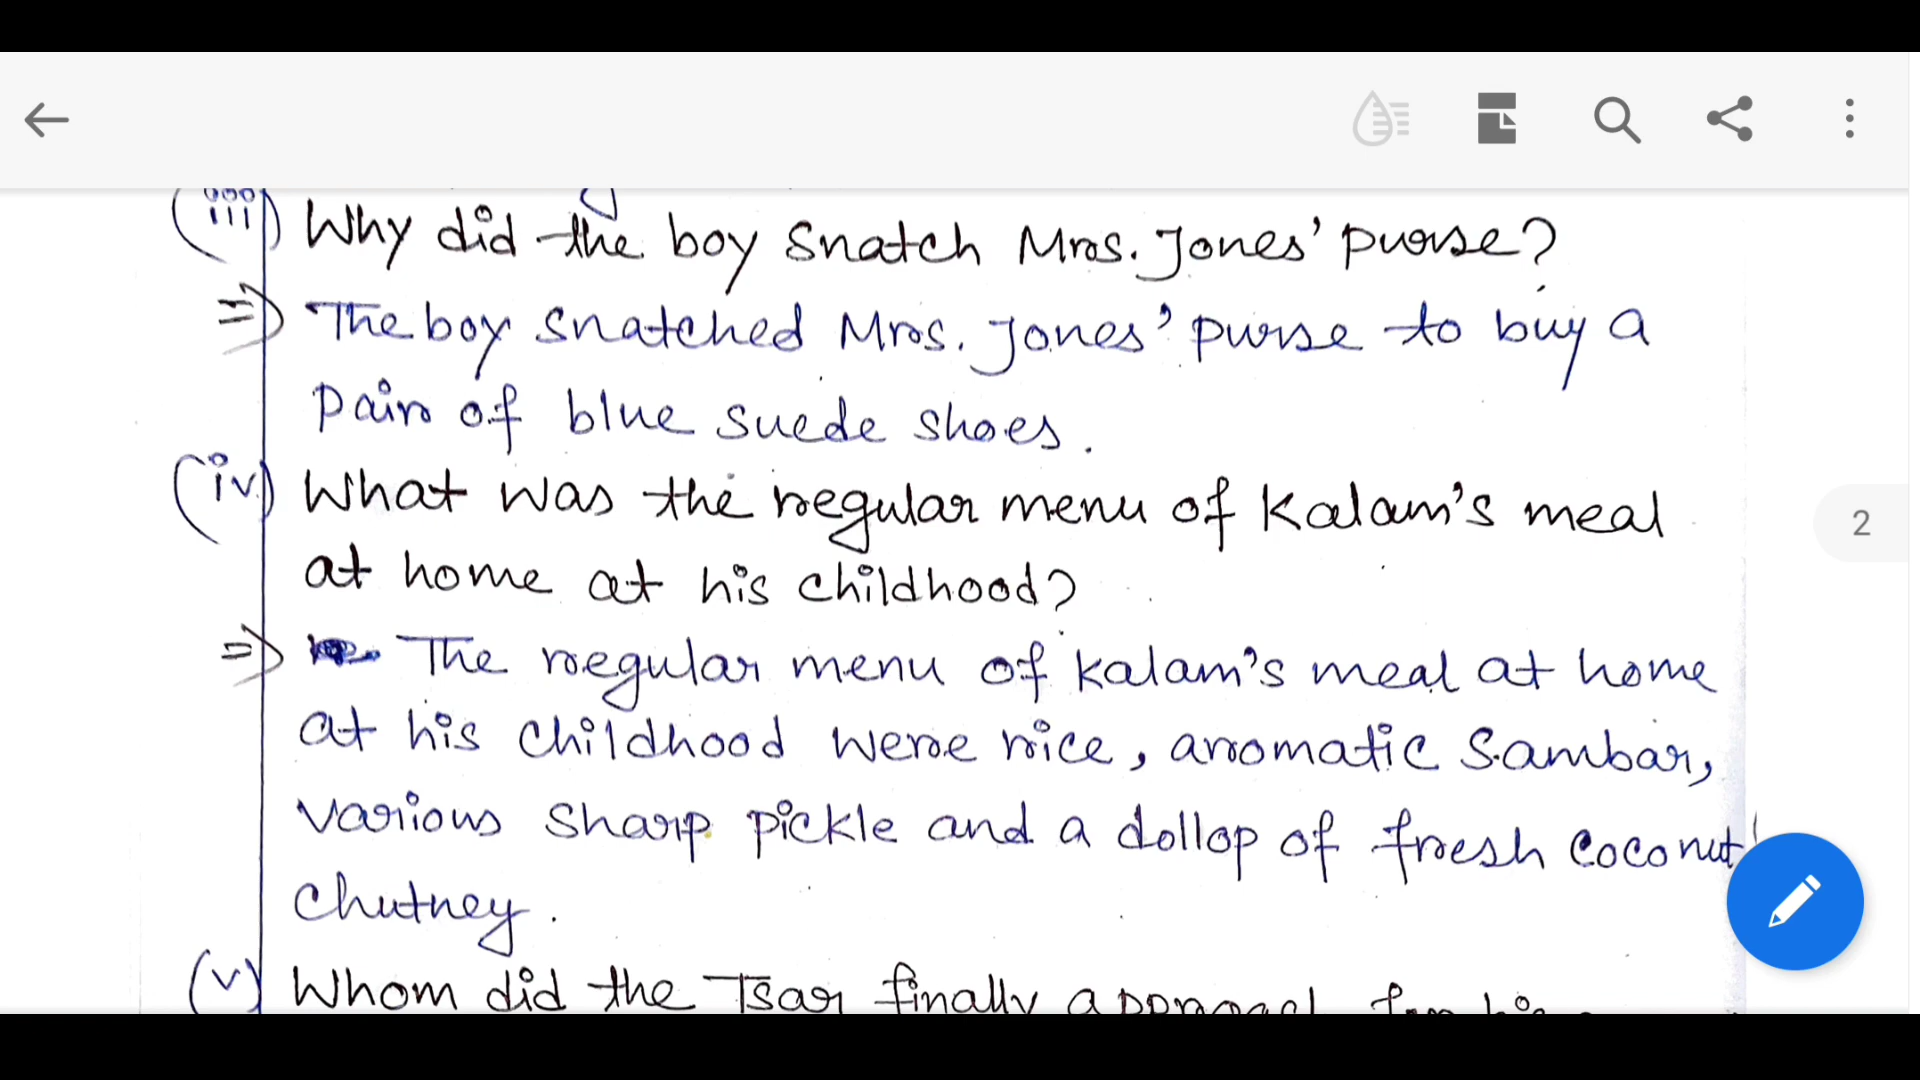 (iii) Why did the boy snatch Mrs. Jones' purse?
=> The boy snatched Mrs. Jones' purse to buy a
pair of blue suede shoes.
(iv) What was the regular menu of Kalam's meal
at home at his childhood?
=> The regular menu of Kalam's meal at home
at his childhood were rice, aromatic Sambar,
various sharp pickle and a dollop of fresh coconut
chutney.
(v) Whom did the Tsar finally approach for his
2